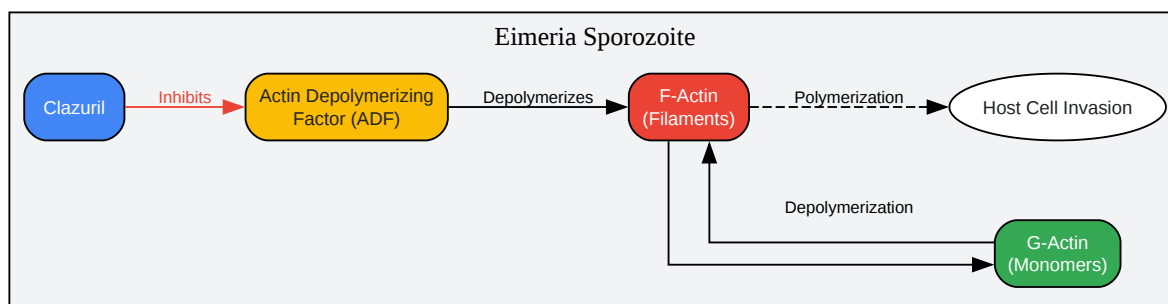 Eimeria Sporozoite
Clazuril
Inhibits
Actin Depolymerizing
Factor (ADF)
Depolymerizes
F-Actin
(Filaments)
Polymerization
Host Cell Invasion
Depolymerization
G-Actin
(Monomers)